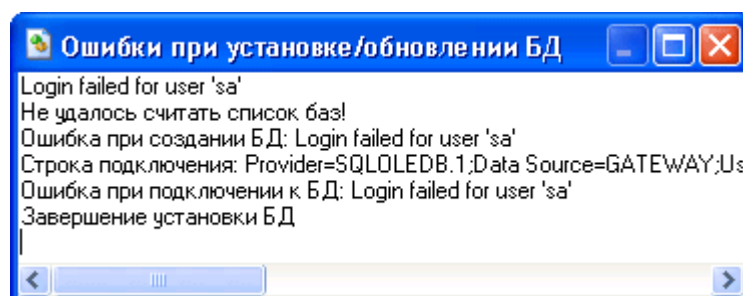 Ошибки при установке/обновлении БД
Login failed for user 'sa'
Не удалось считать список баз!
Ошибка при создании БД: Login failed for user 'sa'
Строка подключения: Provider=SQLOLEDB.1;Data Source=GATEWAY;Us
Ошибка при подключении к БД: Login failed for user 'sa'
Завершение установки БД